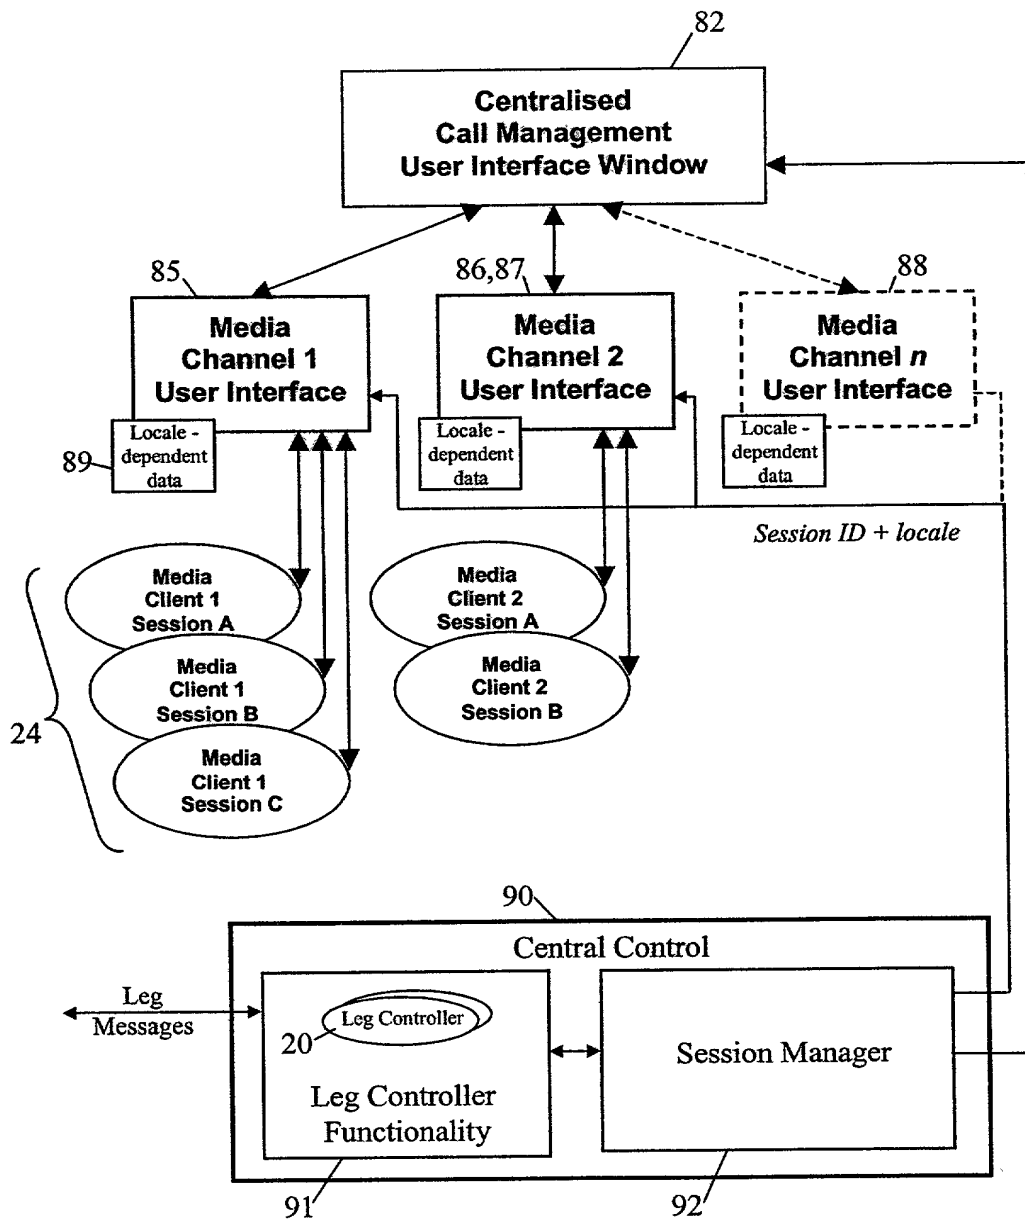 82
Centralised
Call Management
User Interface Window
85
86,87
88
Media
Channel 1
User Interface
Media
Channel 2
User Interface
Media
Channel n
User Interface
89
Locale -
dependent
data
Locale -
dependent
data
Locale -
dependent
data
Session ID + locale
24
Media
Client 1
Session A
Media
Client 1
Session B
Media
Client 1
Session C
Media
Client 2
Session A
Media
Client 2
Session B
90
Central Control
Leg
Messages
Leg Controller
20
Leg Controller
Functionality
Session Manager
91
92